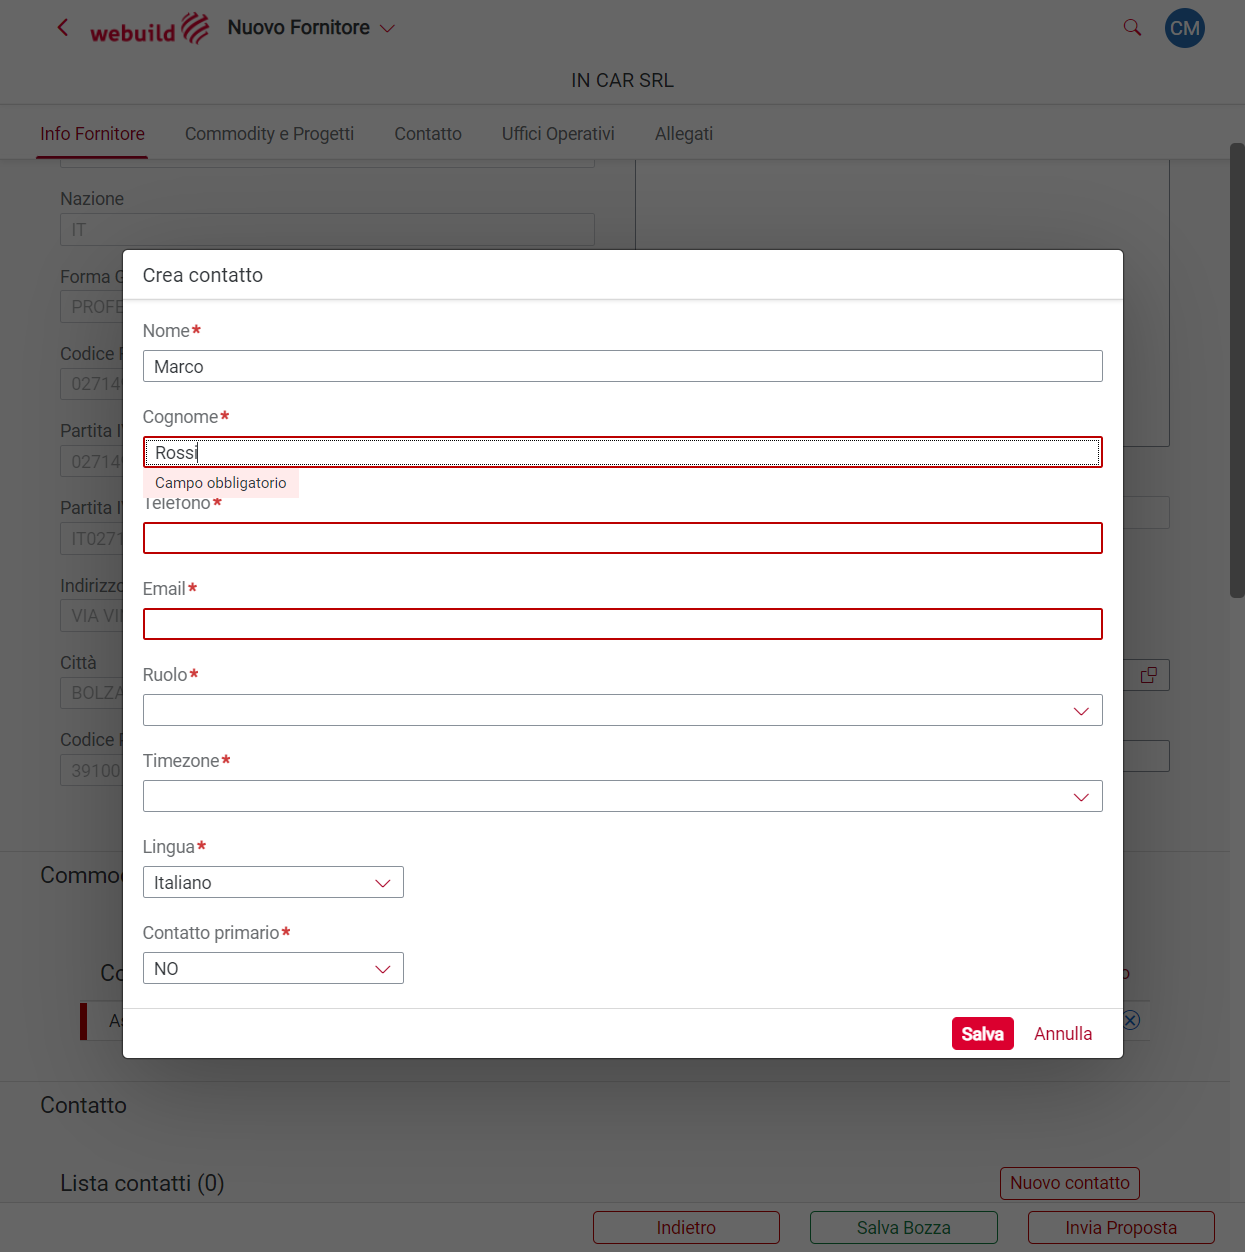 webuild
Nuovo Fornitore
CM
IN CAR SRL
Info Fornitore
Commodity e Progetti
Contatto
Uffici Operativi
Allegati
Nazione
IT
Forma G
PROFE
Codice F
02714
Partita I
02714
Partita I
IT0271
Indirizzo
VIA VI
Città
BOLZA
Codice P
39100
Crea contatto
Nome*
Marco
Cognome*
Rossi
Campo obbligatorio
Telefono*
Email*
Ruolo*
Timezone*
Lingua*
Italiano
Contatto primario*
NO
Salva
Annulla
Commo
Co
As
Contatto
Lista contatti (0)
Nuovo contatto
Indietro
Salva Bozza
Invia Proposta